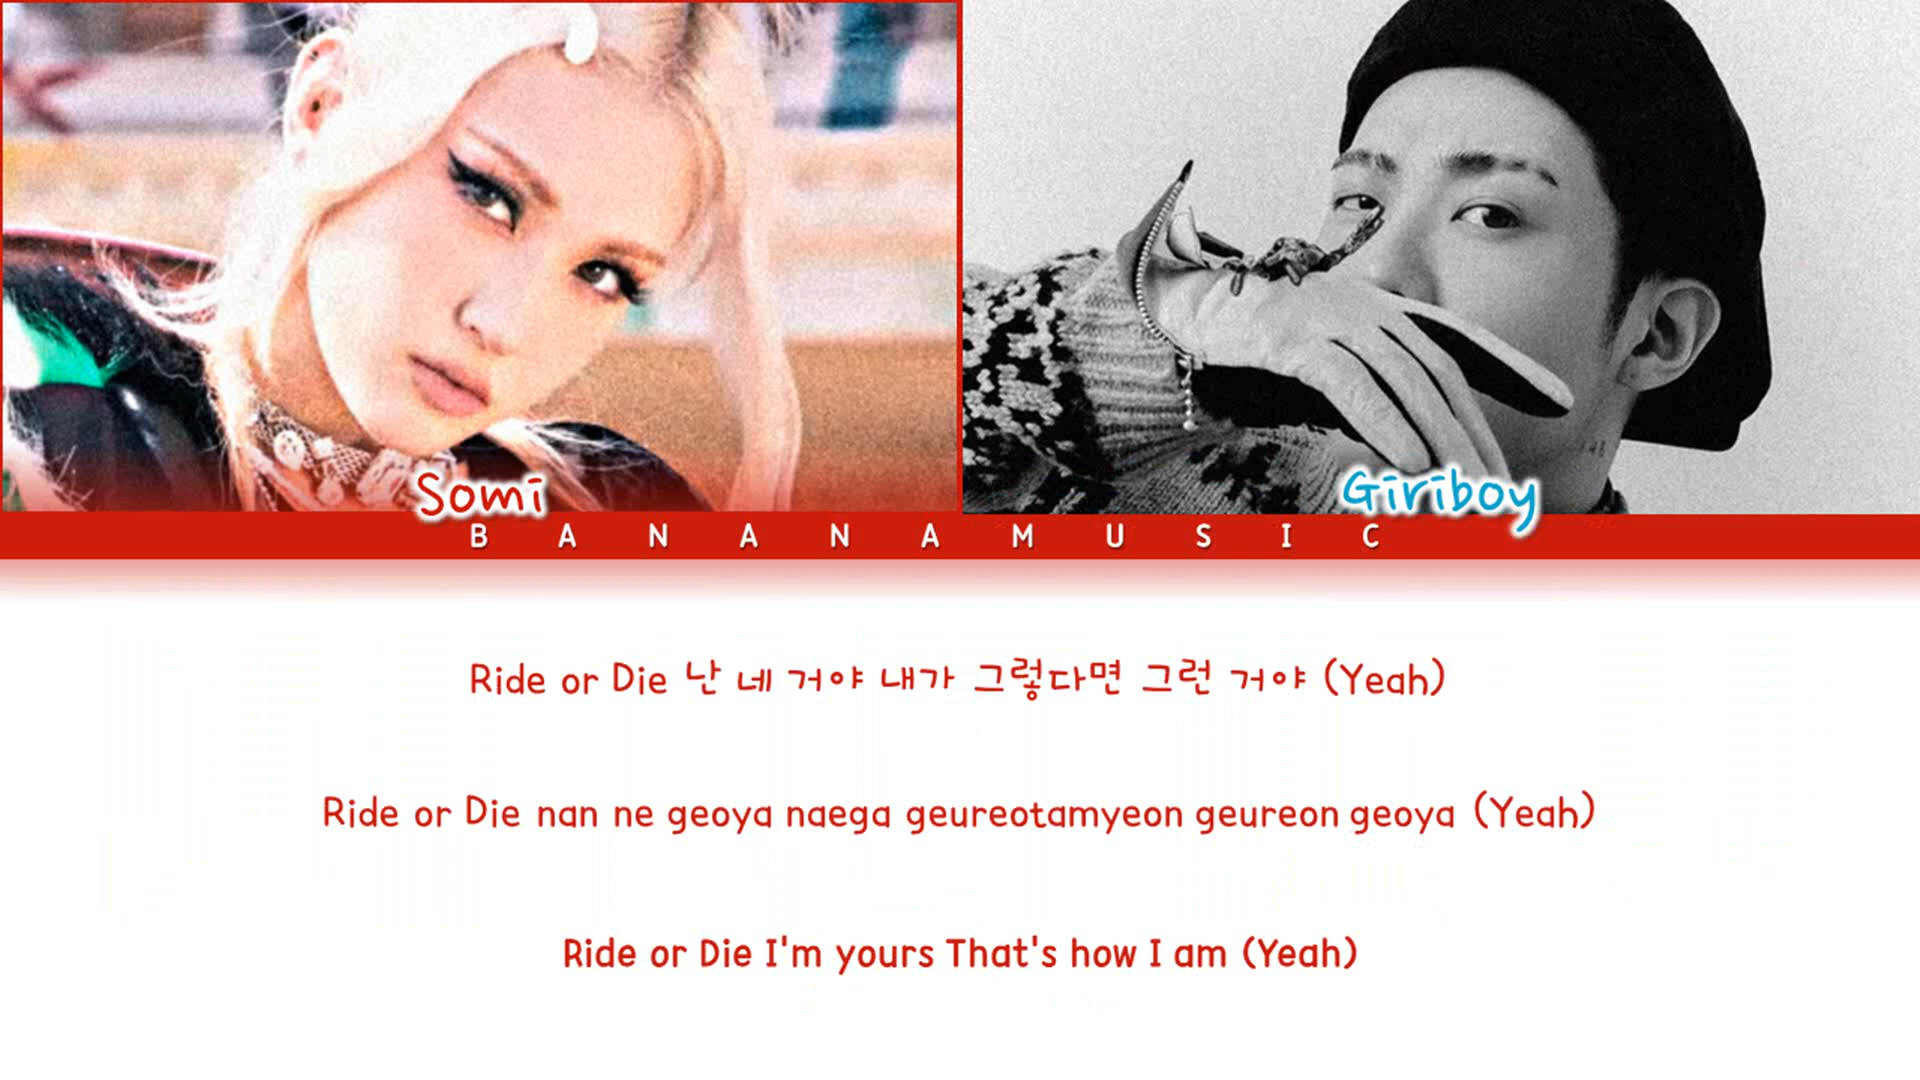 Somi
Giriboy
BANANAMUSIC
Ride or Die 난 네 거야 내가 그렇다면 그런 거야 (Yeah)
Ride or Die nan ne geoya naega geureotamyeon geureon geoya (Yeah)
Ride or Die I'm yours That's how I am (Yeah)